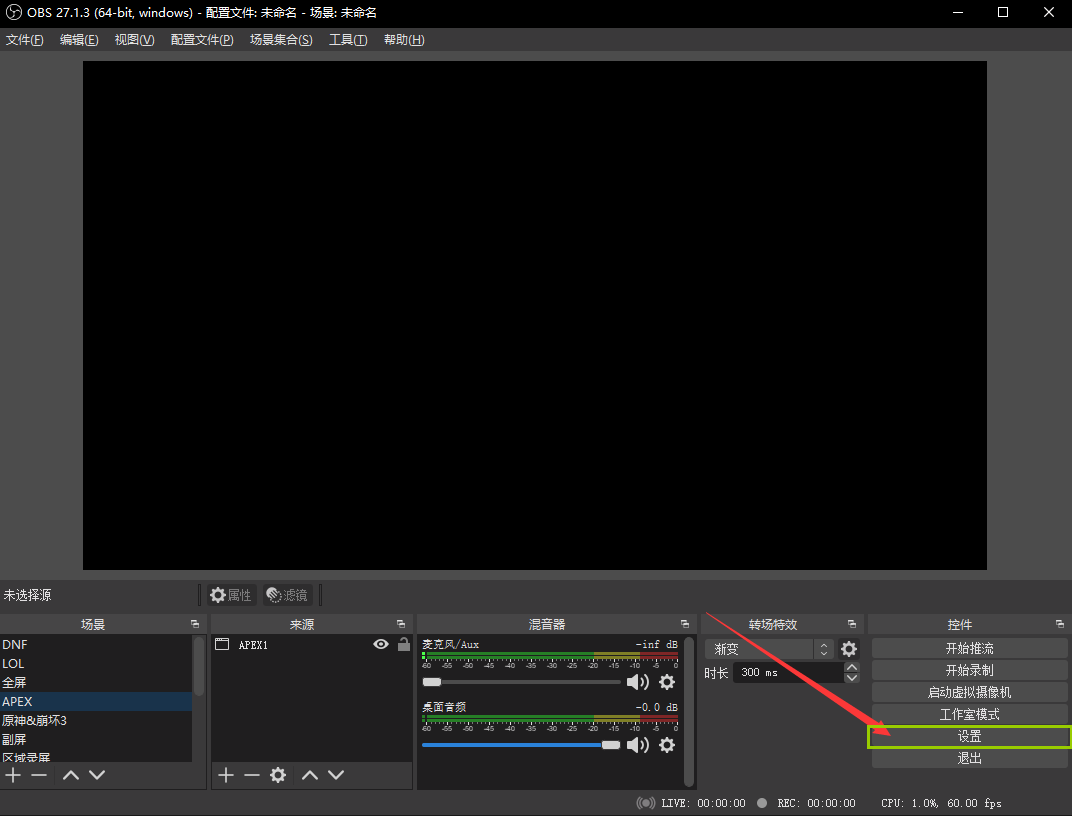 OBS 27.1.3 (64-bit, windows) - 配置文件: 未命名 - 场景: 未命名
文件(F) 编辑(E) 视图(V) 配置文件(P) 场景集合(S) 工具(T) 帮助(H)
未选择源 属性 滤镜
场景
DNF
LOL
全屏
APEX
原神&崩坏3
副屏
区域录屏
来源
APEX1
混音器
麦克风/Aux -inf dB
-60 -55 -50 -45 -40 -35 -30 -25 -20 -15 -10 -5 0
桌面音频 -0.0 dB
-60 -55 -50 -45 -40 -35 -30 -25 -20 -15 -10 -5 0
转场特效
渐变
时长 300 ms
控件
开始推流
开始录制
启动虚拟摄像机
工作室模式
设置
退出
LIVE: 00:00:00 REC: 00:00:00 CPU: 1.0%, 60.00 fps